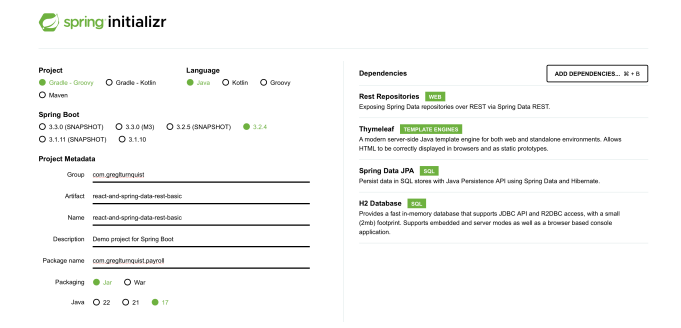 spring initializr
Project
Gradle - Groovy Gradle - Kotlin
Maven
Language
Java Kotlin Groovy
Spring Boot
3.3.0 (SNAPSHOT) 3.3.0 (M3) 3.2.5 (SNAPSHOT) 3.2.4
3.1.11 (SNAPSHOT) 3.1.10
Project Metadata
Group com.greglturnquist
Artifact react-and-spring-data-rest-basic
Name react-and-spring-data-rest-basic
Description Demo project for Spring Boot
Package name com.greglturnquist.payroll
Packaging Jar War
Java 22 21 17
Dependencies ADD DEPENDENCIES... ⌘ + B
Rest Repositories WEB
Exposing Spring Data repositories over REST via Spring Data REST.
Thymeleaf TEMPLATE ENGINES
A modern server-side Java template engine for both web and standalone environments. Allows
HTML to be correctly displayed in browsers and as static prototypes.
Spring Data JPA SQL
Persist data in SQL stores with Java Persistence API using Spring Data and Hibernate.
H2 Database SQL
Provides a fast in-memory database that supports JDBC API and R2DBC access, with a small
(2mb) footprint. Supports embedded and server modes as well as a browser based console
application.